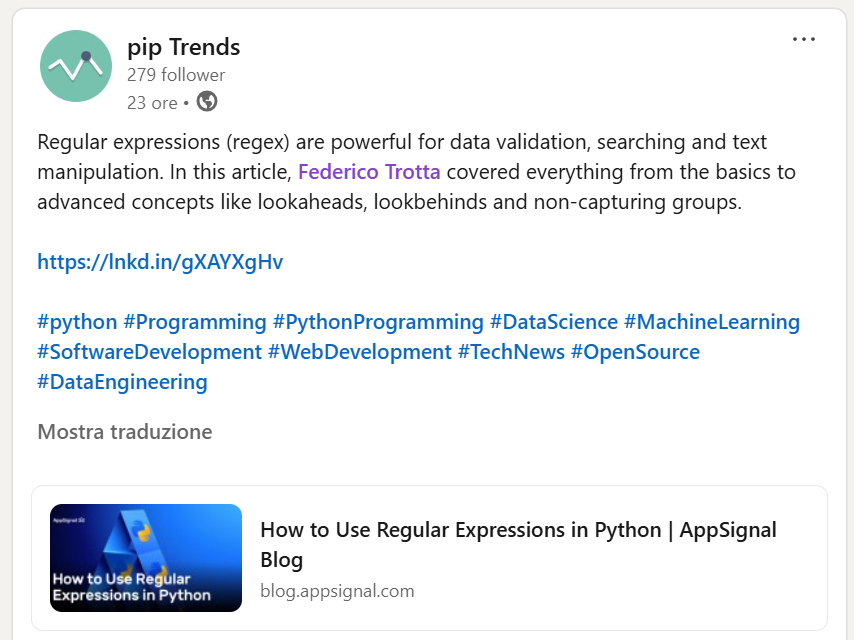 pip Trends
279 follower
23 ore •
Regular expressions (regex) are powerful for data validation, searching and text
manipulation. In this article, Federico Trotta covered everything from the basics to
advanced concepts like lookaheads, lookbehinds and non-capturing groups.
https://lnkd.in/gXAYXgHv
#python #Programming #PythonProgramming #DataScience #MachineLearning
#SoftwareDevelopment #WebDevelopment #TechNews #OpenSource
#DataEngineering
Mostra traduzione
AppSignal
How to Use Regular
Expressions in Python
How to Use Regular Expressions in Python | AppSignal
Blog
blog.appsignal.com